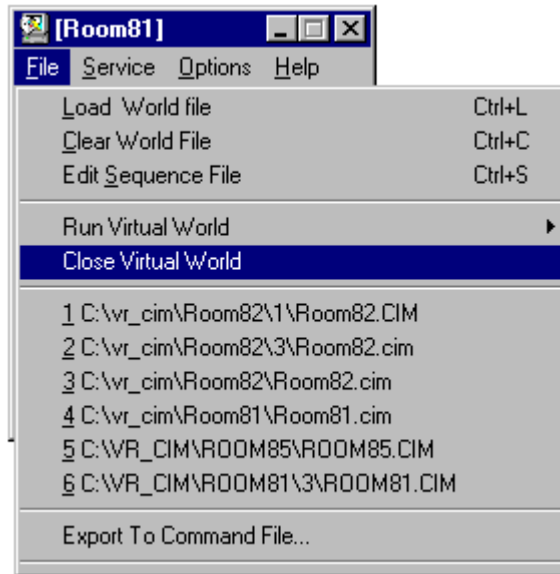 [Room81]
File Service Options Help
Load World file Ctrl+L
Clear World File Ctrl+C
Edit Sequence File Ctrl+S
Run Virtual World
Close Virtual World
1 C:\vr_cim\Room82\1\Room82.CIM
2 C:\vr_cim\Room82\3\Room82.cim
3 C:\vr_cim\Room82\Room82.cim
4 C:\vr_cim\Room81\Room81.cim
5 C:\VR_CIM\ROOM85\ROOM85.CIM
6 C:\VR_CIM\ROOM81\3\ROOM81.CIM
Export To Command File...